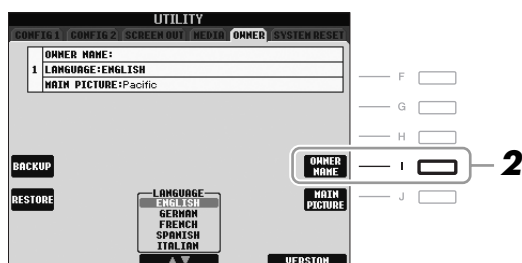 UTILITY
CONFIG 1 CONFIG 2 SCREEN OUT MEDIA OWNER SYSTEM RESET
OWNER NAME:
1 LANGUAGE:ENGLISH
MAIN PICTURE:Pacific
F
G
H
BACKUP
OWNER NAME
I
2
RESTORE
LANGUAGE
ENGLISH
GERMAN
FRENCH
SPANISH
ITALIAN
MAIN PICTURE
J
VERSION